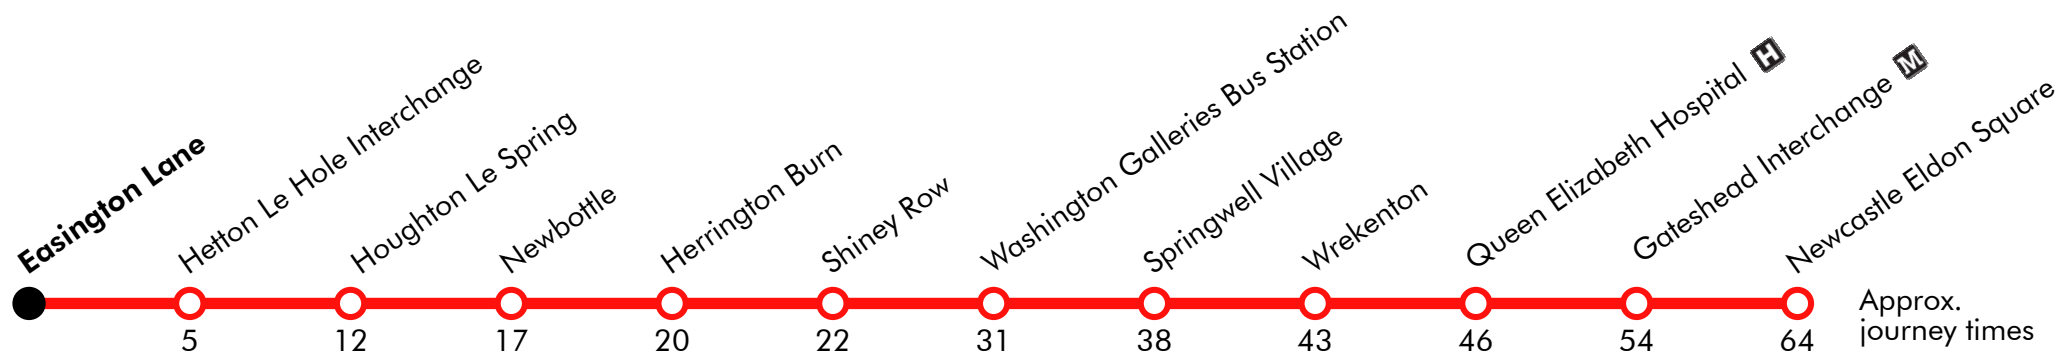 Easington Lane
Hetton Le Hole Interchange
Houghton Le Spring
Newbottle
Herrington Burn
Shiney Row
Washington Galleries Bus Station
Springwell Village
Wrekenton
Queen Elizabeth Hospital H
Gateshead Interchange M
Newcastle Eldon Square
5 12 17 20 22 31 38 43 46 54 64
Approx.
journey times